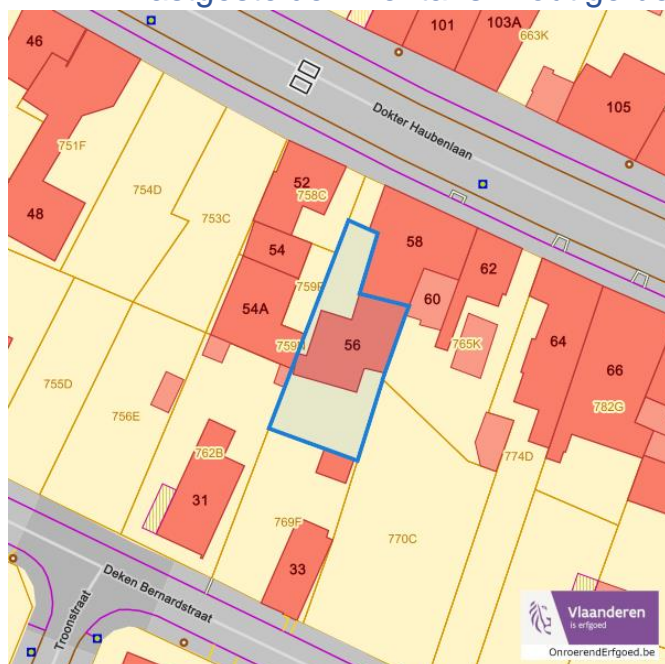 101
103A
663K
46
105
Dokter Haubenlaan
751F
754D
52
758C
48
753C
54
58
62
759P
60
54A
64
759N
56
765K
66
755D
782G
756E
762B
774D
31
769F
770C
33
Deken Bernardstraat
Troonstraat
Vlaanderen
is erfgoed
OnroerendErfgoed.be